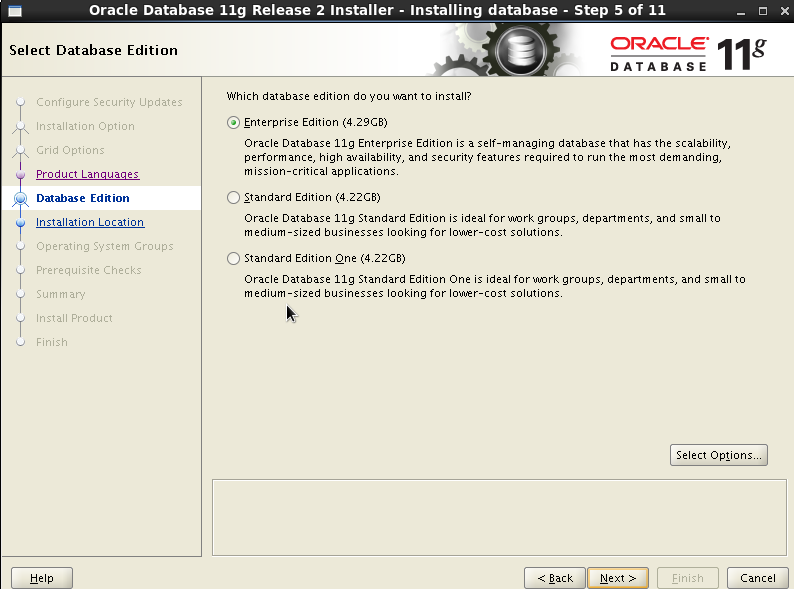 Oracle Database 11g Release 2 Installer - Installing database - Step 5 of 11
Select Database Edition
ORACLE
DATABASE 11g
Configure Security Updates
Installation Option
Grid Options
Product Languages
Database Edition
Installation Location
Operating System Groups
Prerequisite Checks
Summary
Install Product
Finish
Which database edition do you want to install?
Enterprise Edition (4.29GB)
Oracle Database 11g Enterprise Edition is a self-managing database that has the scalability,
performance, high availability, and security features required to run the most demanding,
mission-critical applications.
Standard Edition (4.22GB)
Oracle Database 11g Standard Edition is ideal for work groups, departments, and small to
medium-sized businesses looking for lower-cost solutions.
Standard Edition One (4.22GB)
Oracle Database 11g Standard Edition One is ideal for work groups, departments, and small to
medium-sized businesses looking for lower-cost solutions.
Select Options...
Help
< Back
Next >
Finish
Cancel